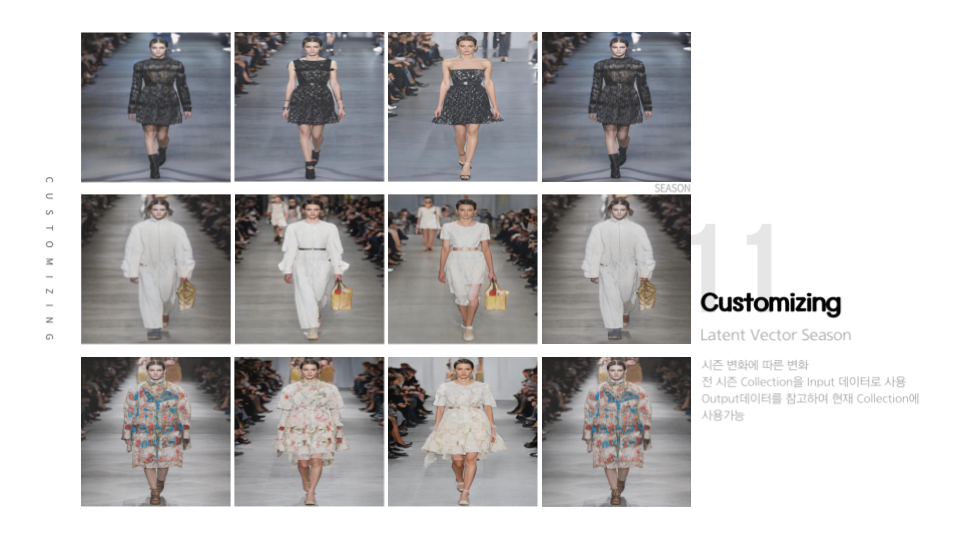 CUSTOMIZING
SEASON
11
Customizing
Latent Vector Season
시즌 변화에 따른 변화
전 시즌 Collection을 Input 데이터로 사용
Output데이터를 참고하여 현재 Collection에
사용가능